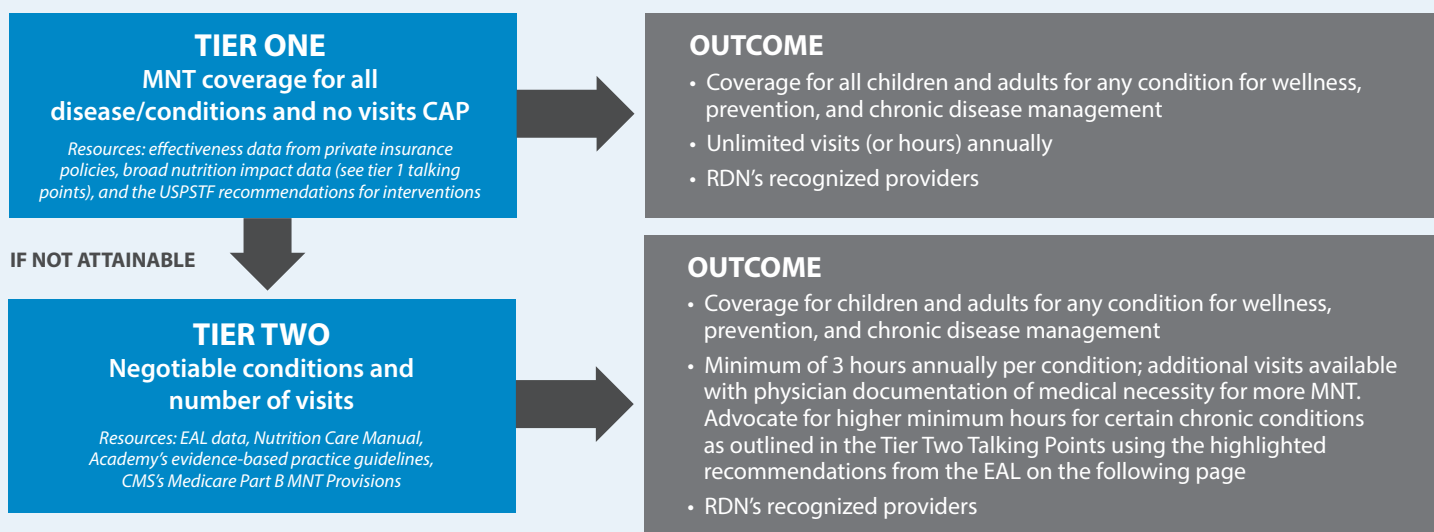 TIER ONE
MNT coverage for all
disease/conditions and no visits CAP
Resources: effectiveness data from private insurance
policies, broad nutrition impact data (see tier 1 talking
points), and the USPSTF recommendations for interventions
OUTCOME
• Coverage for all children and adults for any condition for wellness,
prevention, and chronic disease management
• Unlimited visits (or hours) annually
• RDN's recognized providers
IF NOT ATTAINABLE
TIER TWO
Negotiable conditions and
number of visits
Resources: EAL data, Nutrition Care Manual,
Academy's evidence-based practice guidelines,
CMS's Medicare Part B MNT Provisions
OUTCOME
• Coverage for children and adults for any condition for wellness,
prevention, and chronic disease management
• Minimum of 3 hours annually per condition; additional visits available
with physician documentation of medical necessity for more MNT.
Advocate for higher minimum hours for certain chronic conditions
as outlined in the Tier Two Talking Points using the highlighted
recommendations from the EAL on the following page
• RDN's recognized providers